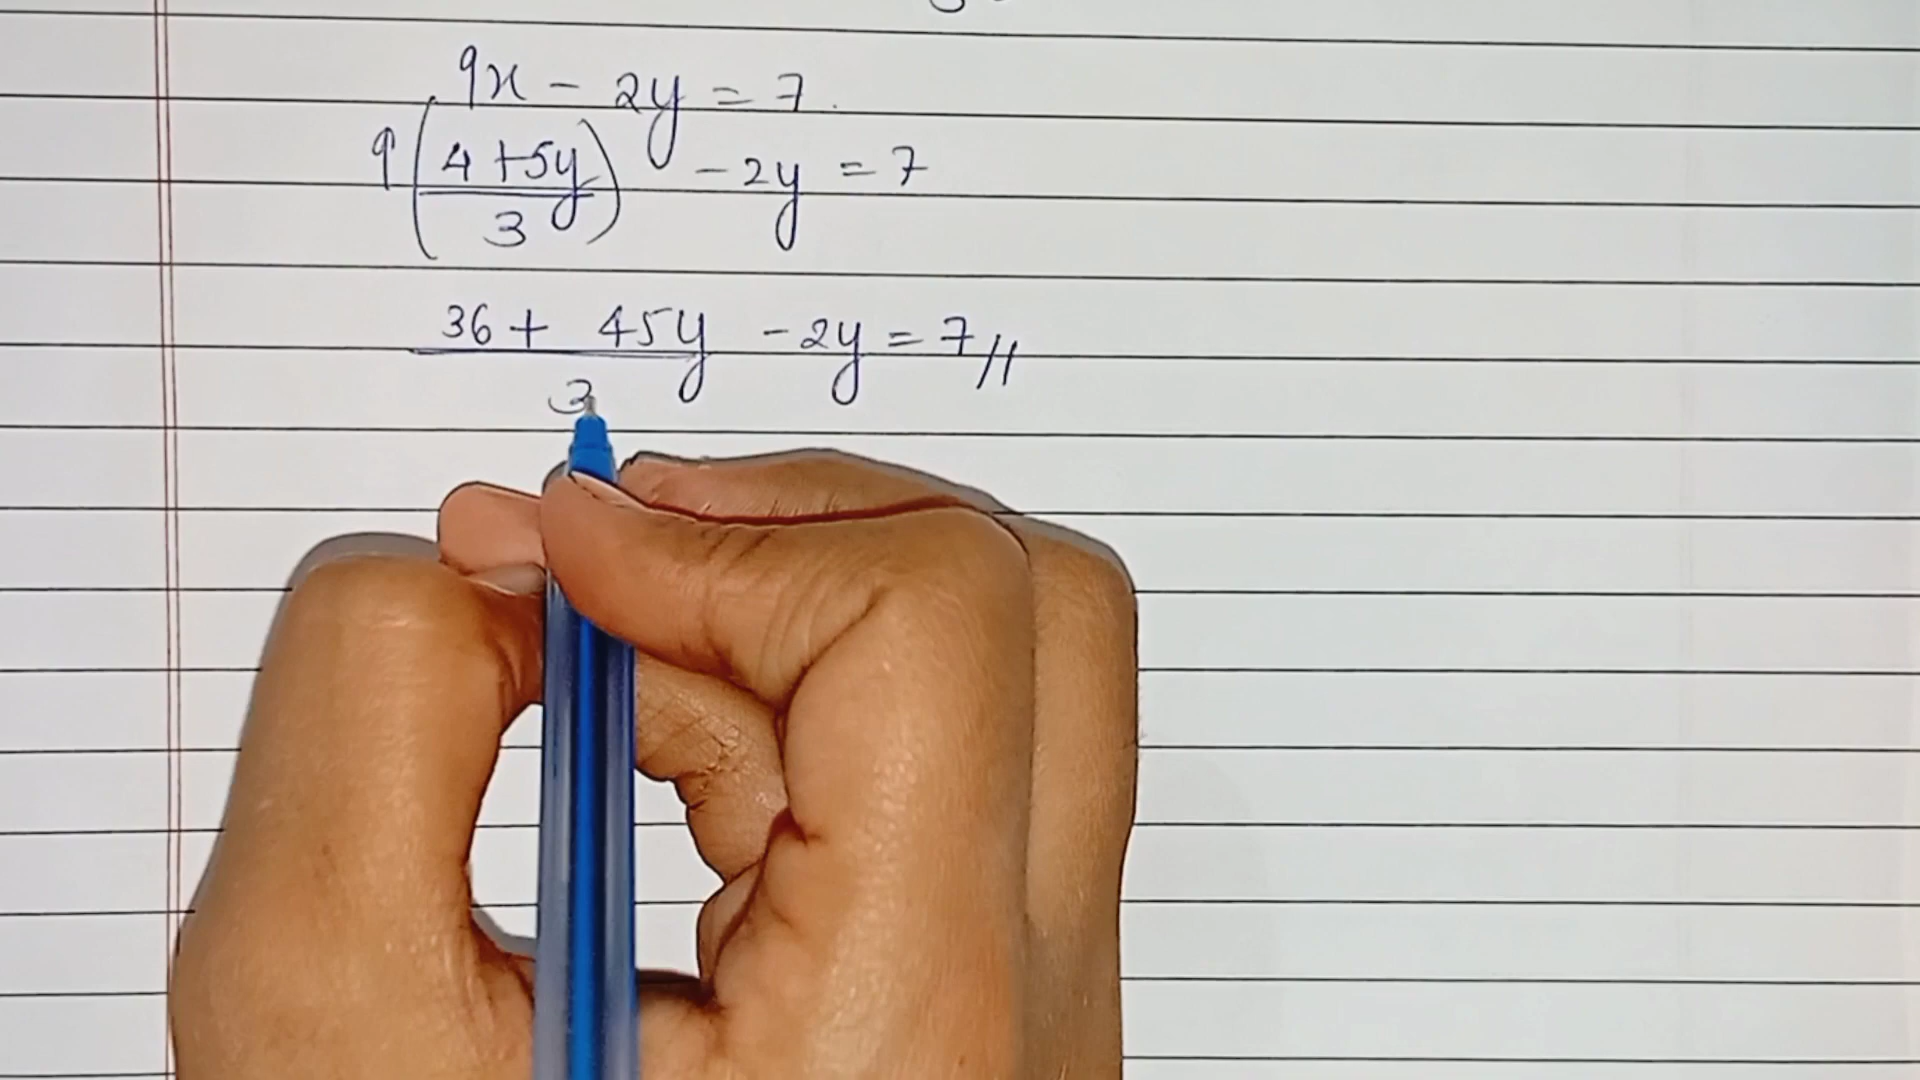 9x - 2y = 7.
9(4+5y/3) - 2y = 7
36 + 45y/3 - 2y = 7//